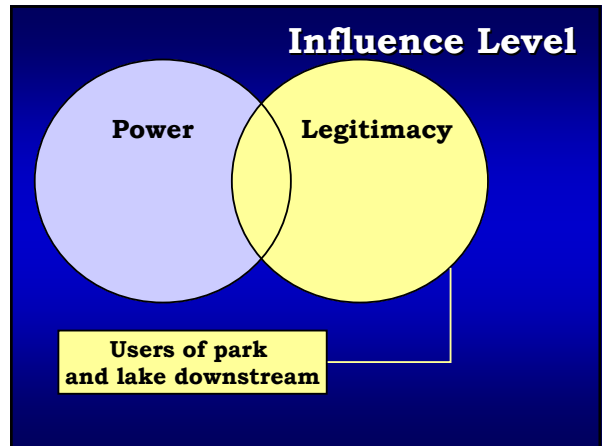 Influence Level
Power
Legitimacy
Users of park
and lake downstream